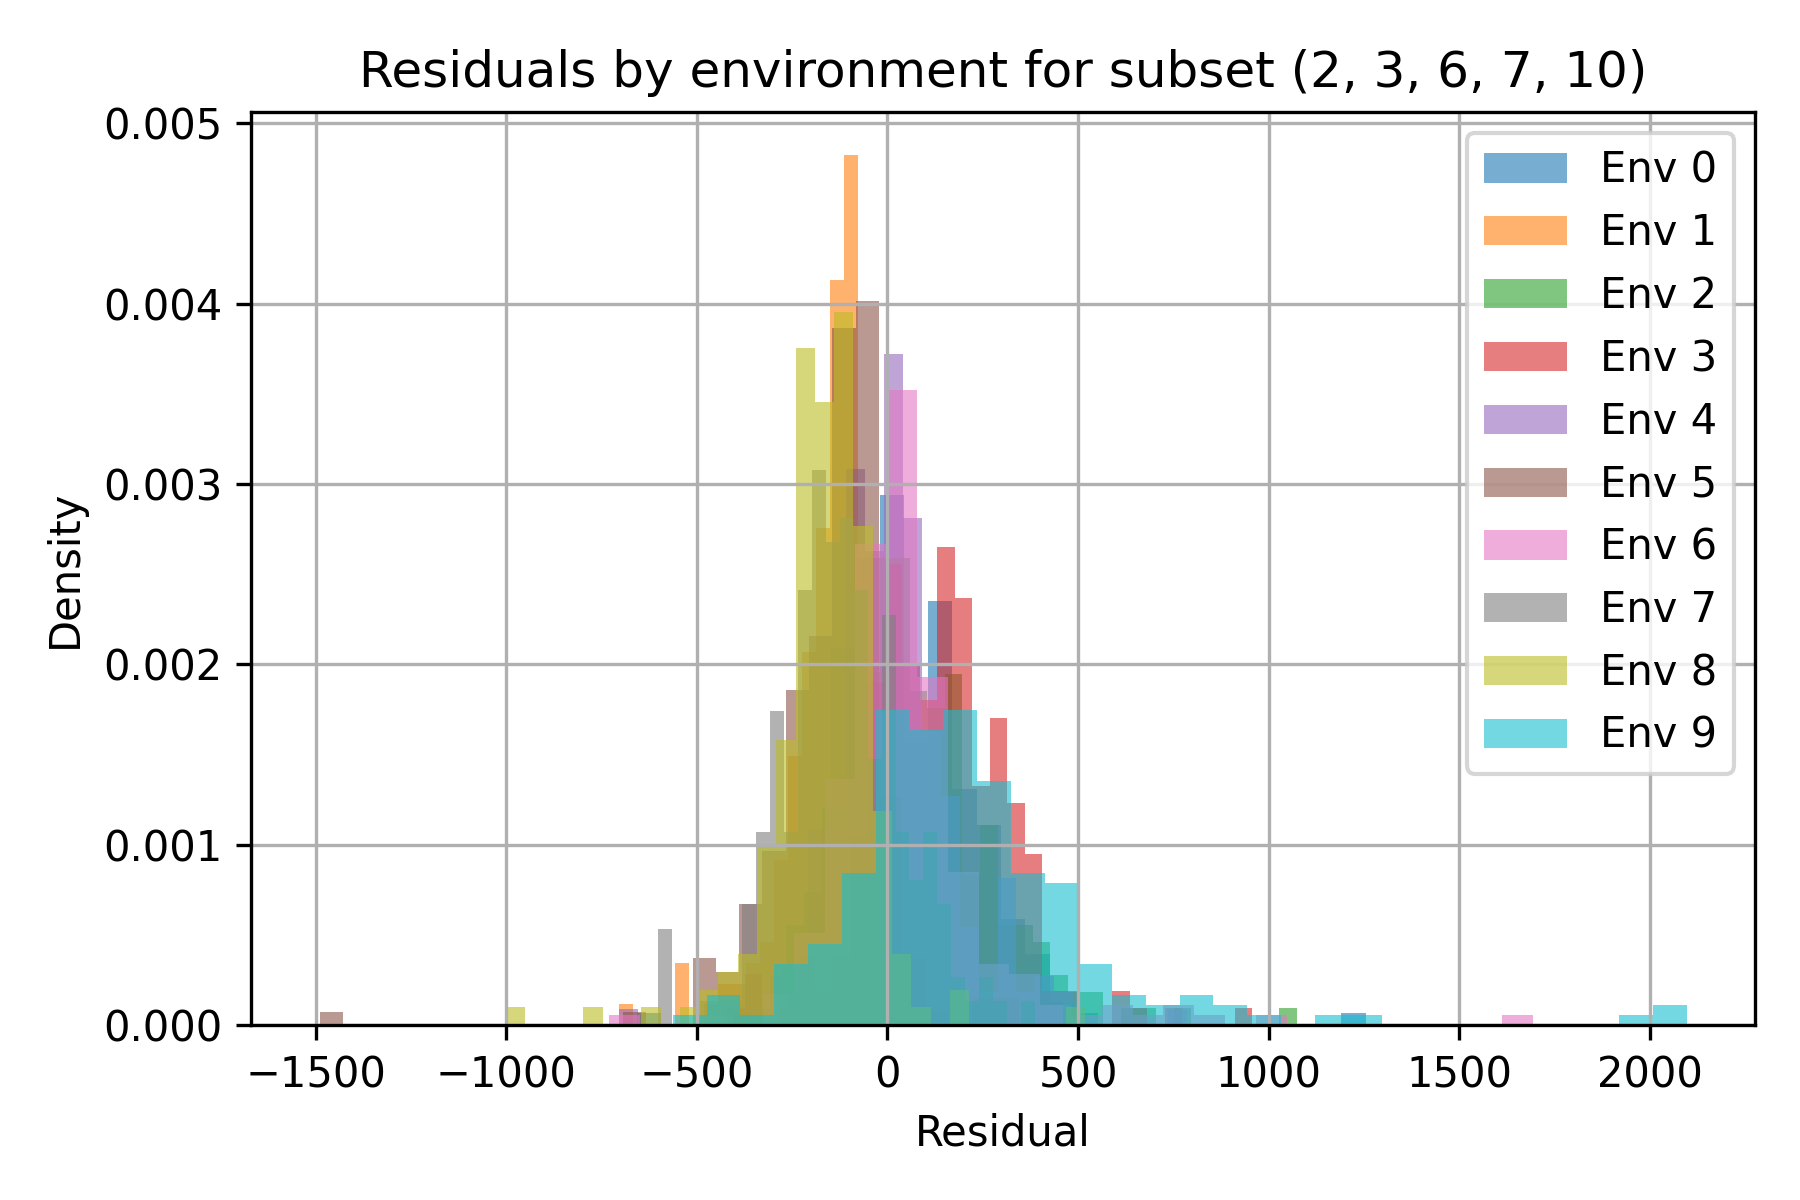 Residuals by environment for subset (2, 3, 6, 7, 10)
0.005
0.004
0.003
0.002
0.001
0.000
Density
Env 0
Env 1
Env 2
Env 3
Env 4
Env 5
Env 6
Env 7
Env 8
Env 9
−1500 −1000 −500 0 500 1000 1500 2000
Residual